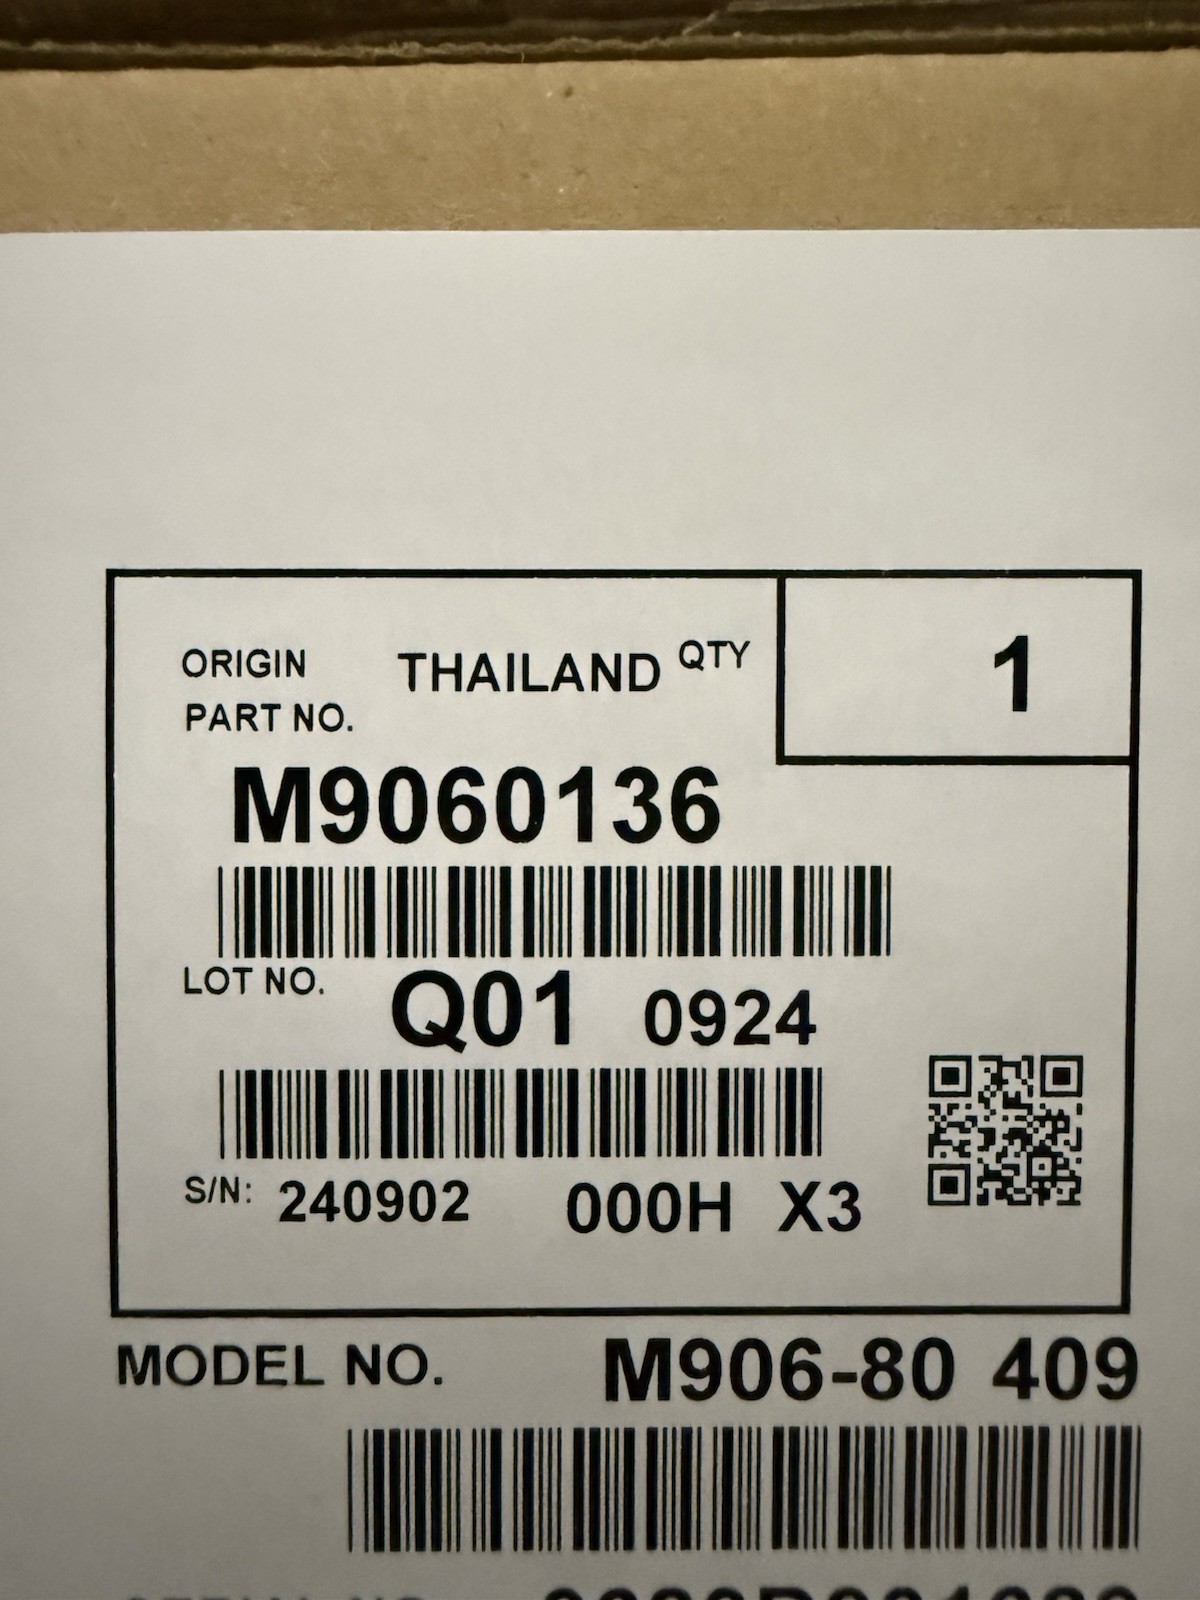 ORIGIN THAILAND QTY 1
PART NO.
M9060136
LOT NO. Q01 0924
S/N: 240902 000H X3
MODEL NO. M906-80 409